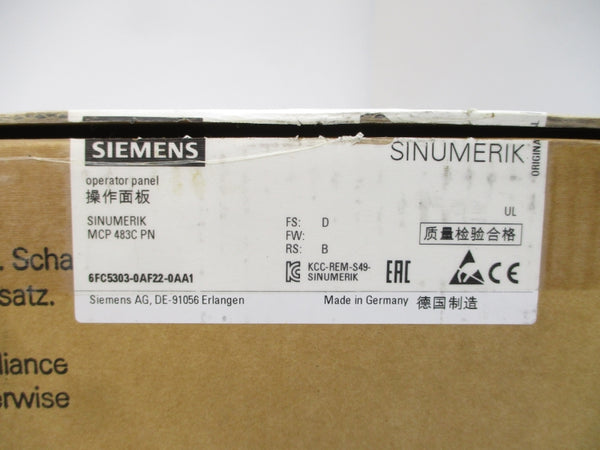 SIEMENS
SINUMERIK
operator panel
操作面板
SINUMERIK
MCP 483C PN
FS: D
FW:
RS: B
UL
质量检验合格
6FC5303-0AF22-0AA1
KCC-REM-S49-
SINUMERIK
EAC
CE
Siemens AG, DE-91056 Erlangen
Made in Germany 德国制造
. Scha
satz.
liance
erwise